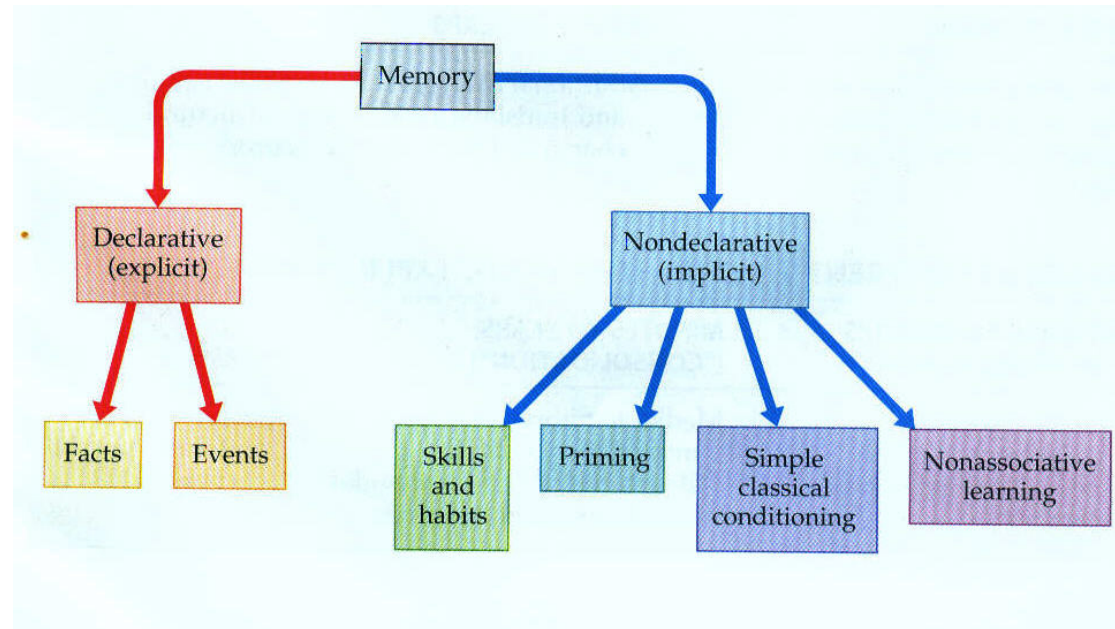 Memory
Declarative
(explicit)
Nondeclarative
(implicit)
Facts
Events
Skills
and
habits
Priming
Simple
classical
conditioning
Nonassociative
learning